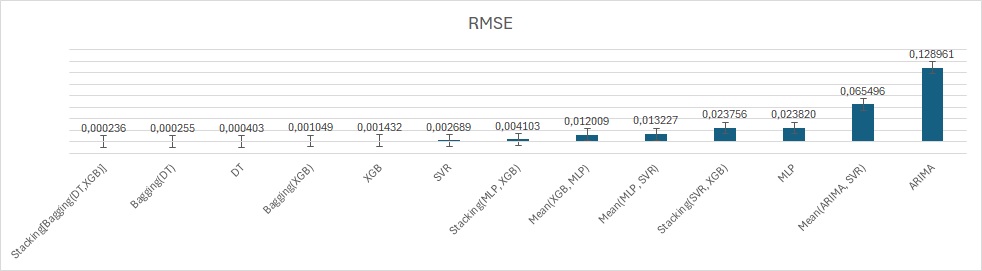 RMSE
0,000236
0,000255
0,000403
0,001049
0,001432
0,002689
0,004103
0,012009
0,013227
0,023756
0,023820
0,065496
0,128961
Stacking[Bagging(DT,XGB)]
Bagging(DT)
DT
Bagging(XGB)
XGB
SVR
Stacking(MLP, XGB)
Mean(XGB, MLP)
Mean(MLP, SVR)
Stacking(SVR, XGB)
MLP
Mean(ARIMA, SVR)
ARIMA